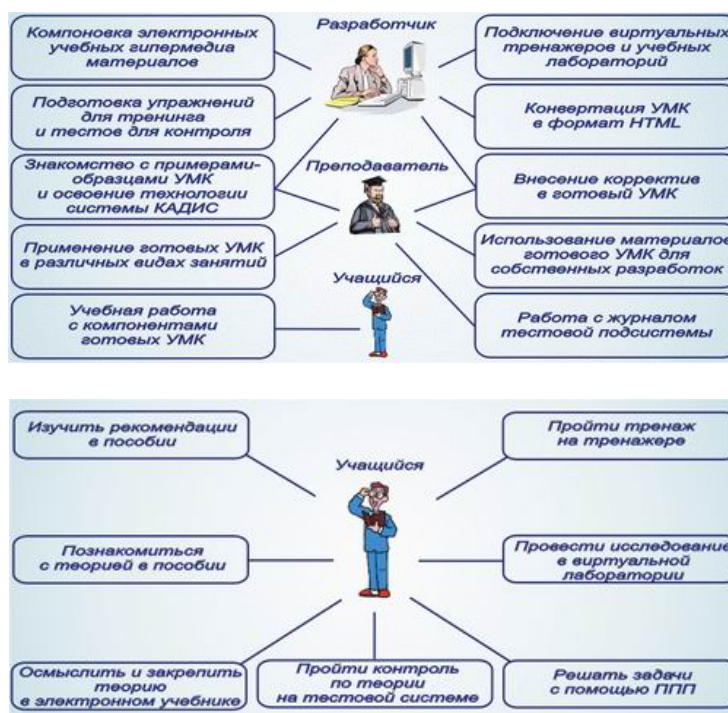 Разработчик
Компоновка электронных
учебных гипермедиа
материалов
Подключение виртуальных
тренажеров и учебных
лабораторий
Подготовка упражнений
для тренинга
и тестов для контроля
Конвертация УМК
в формат HTML
Знакомство с примерами-
образцами УМК
и освоение технологии
системы КАДИС
Преподаватель
Внесение корректив
в готовый УМК
Применение готовых УМК
в различных видах занятий
Использование материалов
готового УМК для
собственных разработок
Учащийся
Учебная работа
с компонентами
готовых УМК
Работа с журналом
тестовой подсистемы
Изучить рекомендации
в пособии
Пройти тренаж
на тренажере
Учащийся
Познакомиться
с теорией в пособии
Провести исследование
в виртуальной
лаборатории
Осмыслить и закрепить
теорию
в электронном учебнике
Пройти контроль
по теории
на тестовой системе
Решать задачи
с помощью ППП